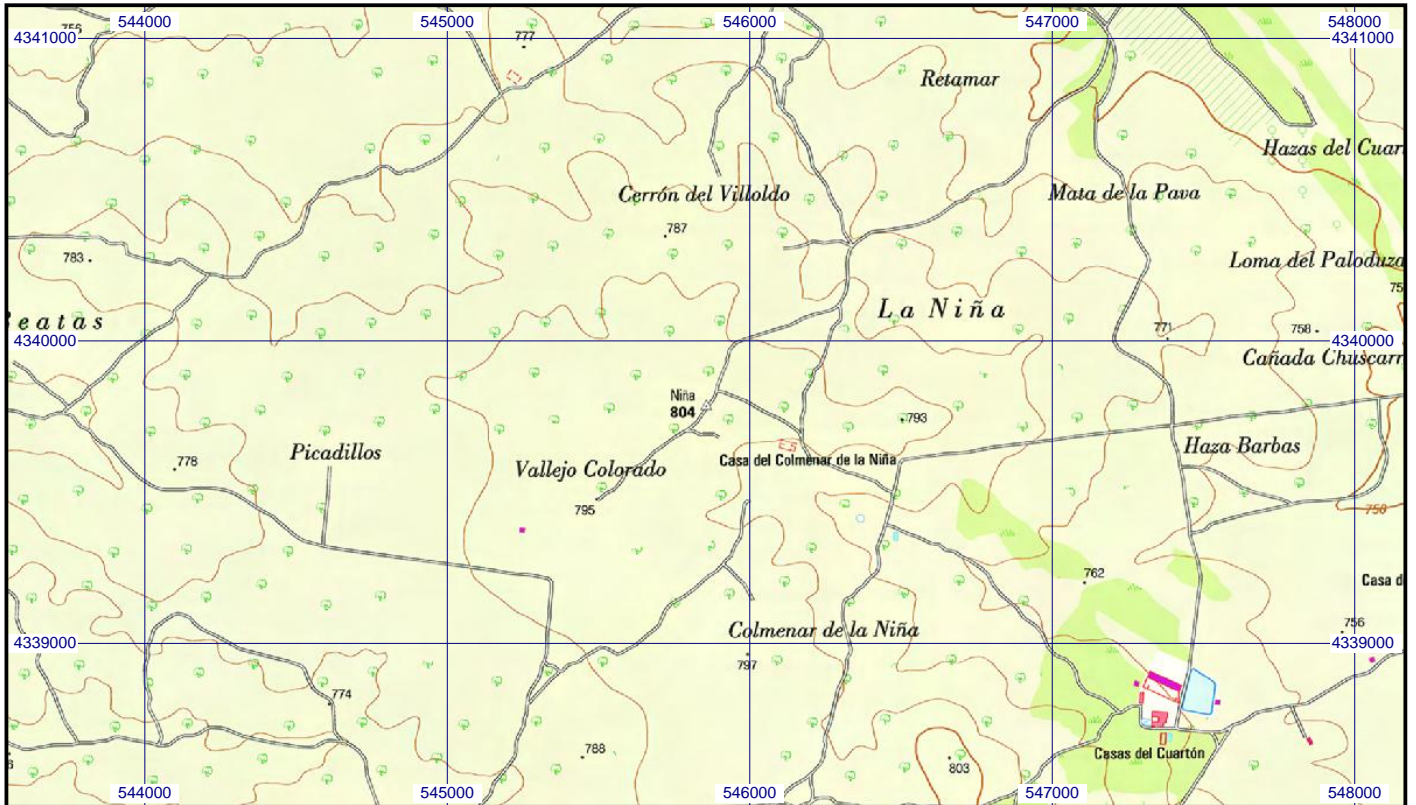 544000 545000 546000 547000 548000
756
4341000 4341000
777
Retamar
Hazas del Cuar
Cerrón del Villoldo
Mata de la Pava
787
783
Loma del Paloduza
75
La Niña
eatas
771
758
4340000 4340000
Cañada Chuscarr
Niña
804
793
Picadillos
Haza Barbas
Vallejo Colorado
Casa del Colmenar de la Niña
778
795
750
762
Casa d
756
Colmenar de la Niña
4339000 4339000
797
774
788
Casas del Cuartón
803
544000 545000 546000 547000 548000